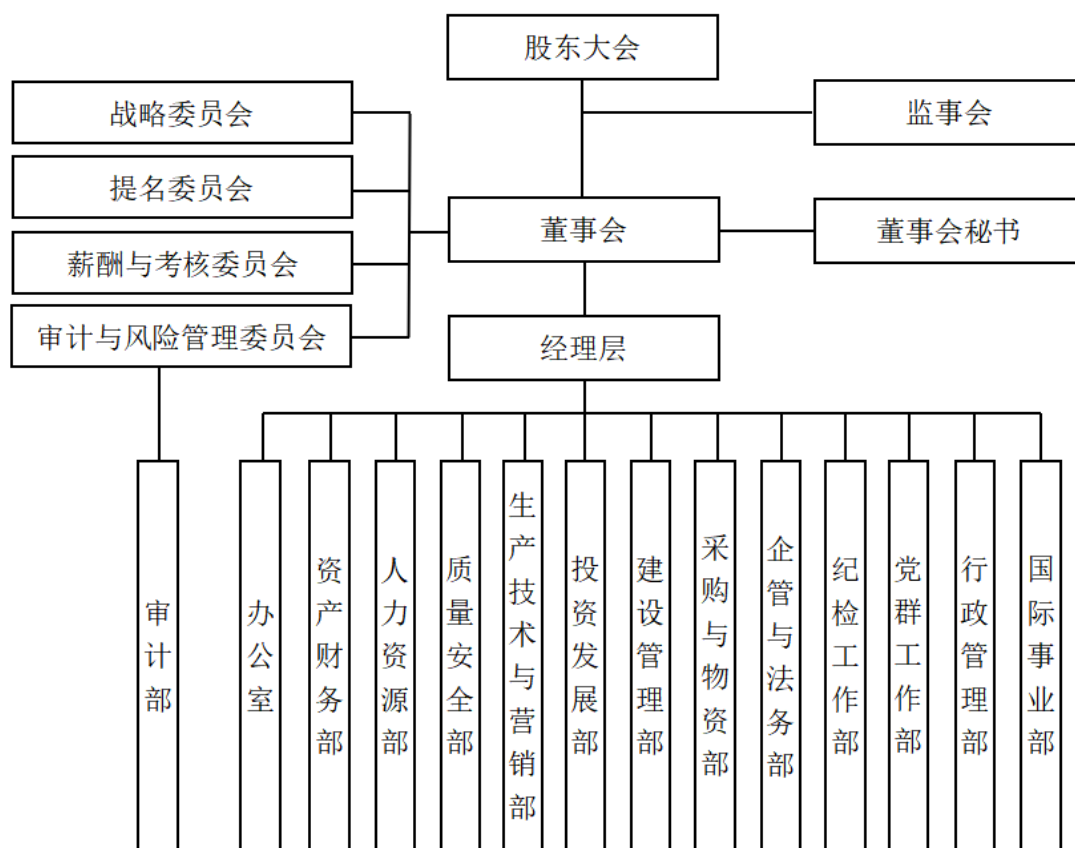 股东大会
战略委员会
监事会
提名委员会
董事会
董事会秘书
薪酬与考核委员会
审计与风险管理委员会
经理层
审计部
办公室
资产财务部
人力资源部
质量安全部
生产技术与营销部
投资发展部
建设管理部
采购与物资部
企管与法务部
纪检工作部
党群工作部
行政管理部
国际事业部